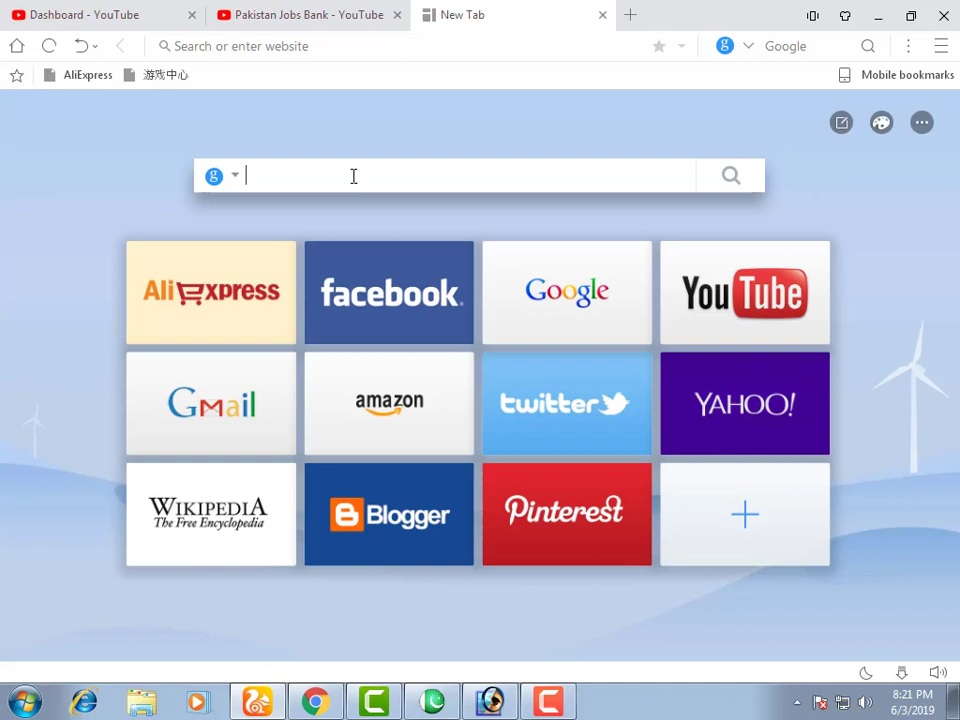 Dashboard - YouTube
Pakistan Jobs Bank - YouTube
New Tab
Search or enter website
Google
AliExpress
游戏中心
Mobile bookmarks
AliExpress
facebook
Google
YouTube
Gmail
amazon
twitter
YAHOO!
WIKIPEDIA
The Free Encyclopedia
Blogger
Pinterest
8:21 PM
6/3/2019